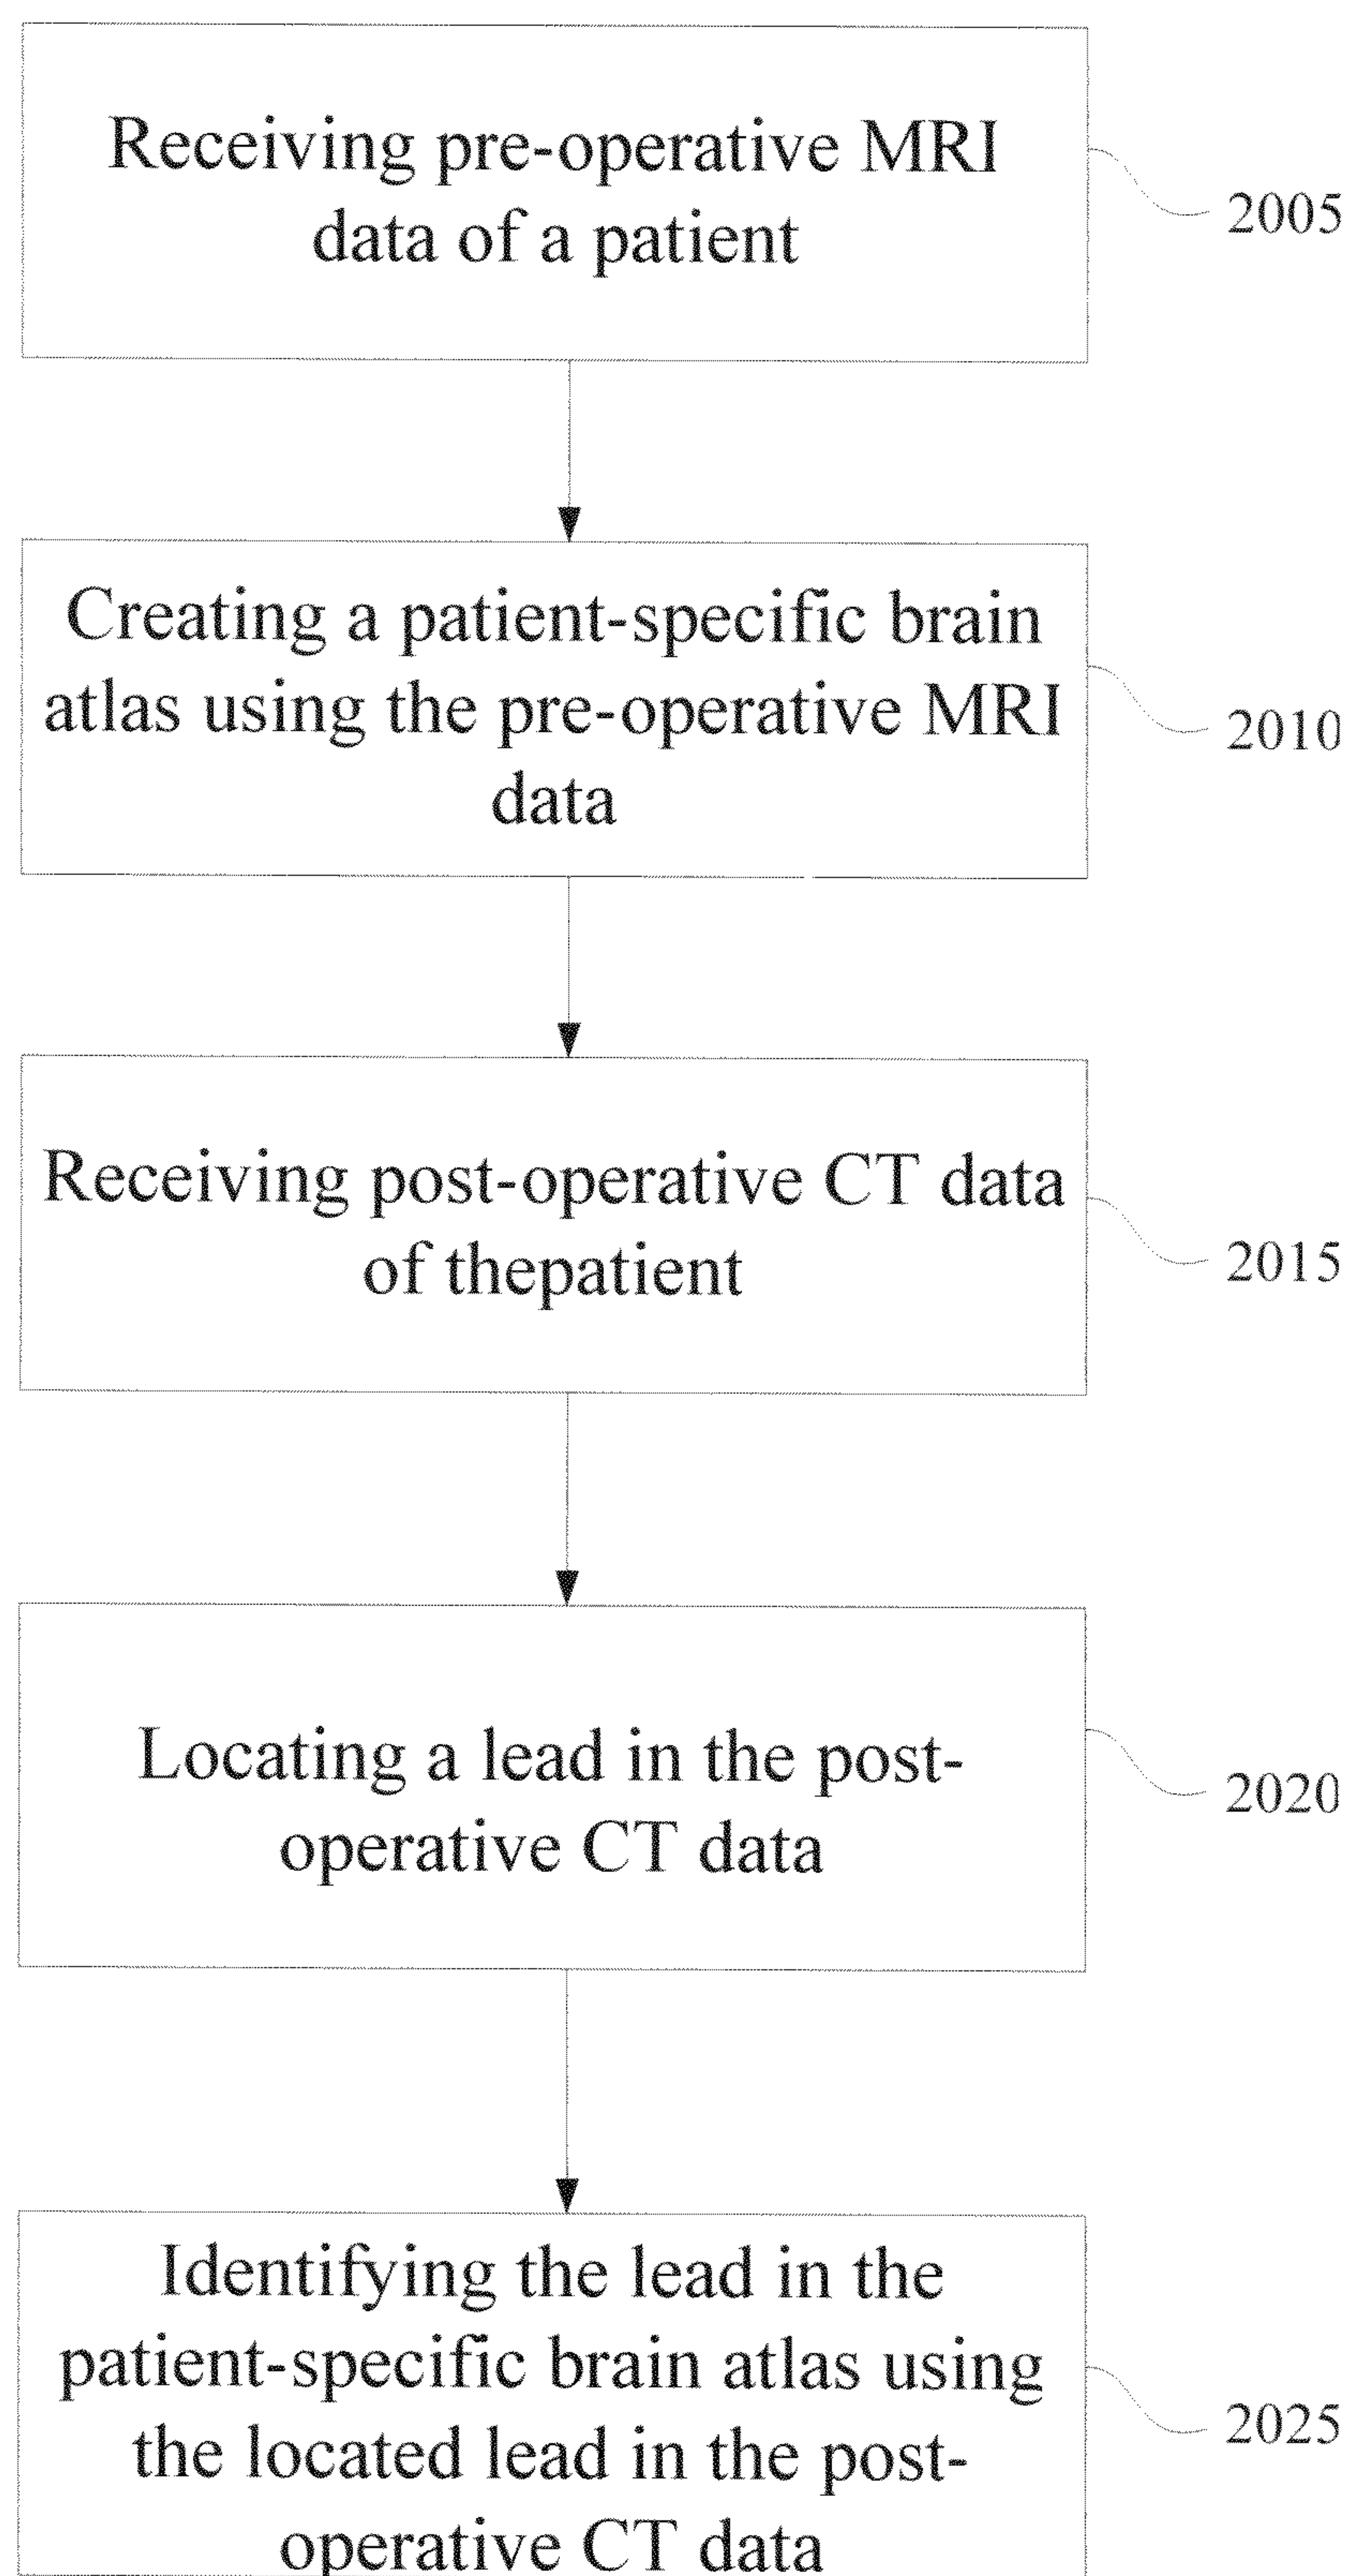 Receiving pre-operative MRI
data of a patient
2005
Creating a patient-specific brain
atlas using the pre-operative MRI
data
2010
Receiving post-operative CT data
of thepatient
2015
Locating a lead in the post-
operative CT data
2020
Identifying the lead in the
patient-specific brain atlas using
the located lead in the post-
operative CT data
2025